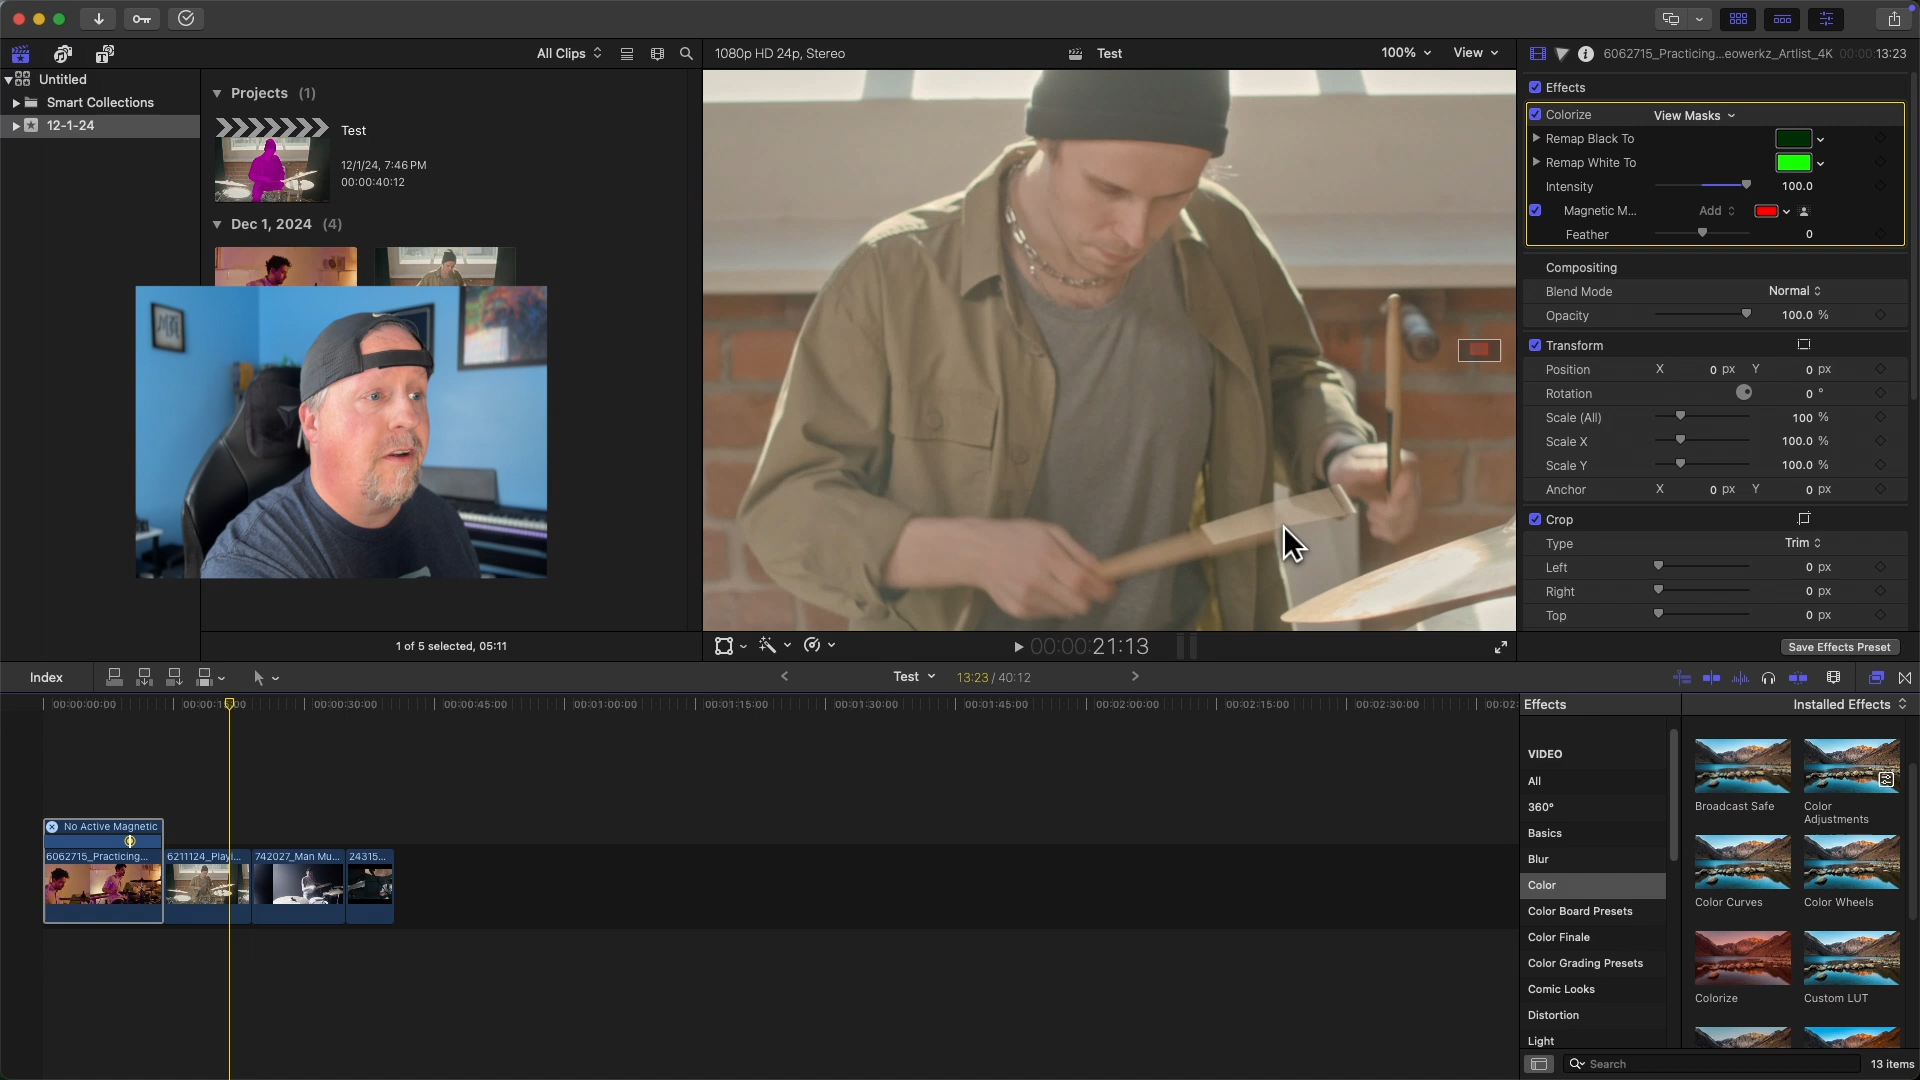 All Clips
1080p HD 24p, Stereo
Test
100%
View
6062715_Practicing...eowerkz_Artlist_4K
00:00:13:23
Untitled
Smart Collections
12-1-24
Projects (1)
Test
12/1/24, 7:46 PM
00:00:40:12
Dec 1, 2024 (4)
1 of 5 selected, 05:11
Effects
Colorize
View Masks
Remap Black To
Remap White To
Intensity
100.0
Magnetic M...
Add
Feather
0
Compositing
Blend Mode
Normal
Opacity
100.0 %
Transform
Position
X 0 px Y 0 px
Rotation
0 °
Scale (All)
100 %
Scale X
100.0 %
Scale Y
100.0 %
Anchor
X 0 px Y 0 px
Crop
Type
Trim
Left
0 px
Right
0 px
Top
0 px
Save Effects Preset
00:00:21:13
Index
Test
13:23 / 40:12
00:00:00:00
00:00:30:00
00:00:45:00
00:01:00:00
00:01:15:00
00:01:30:00
00:01:45:00
00:02:00:00
00:02:15:00
00:02:30:00
00:02:
No Active Magnetic
6062715_Practicing...
6211124_Playi...
742027_Man Mu...
24315...
Effects
Installed Effects
VIDEO
All
360°
Basics
Blur
Color
Color Board Presets
Color Finale
Color Grading Presets
Comic Looks
Distortion
Light
Broadcast Safe
Color Adjustments
Color Curves
Color Wheels
Colorize
Custom LUT
Search
13 items